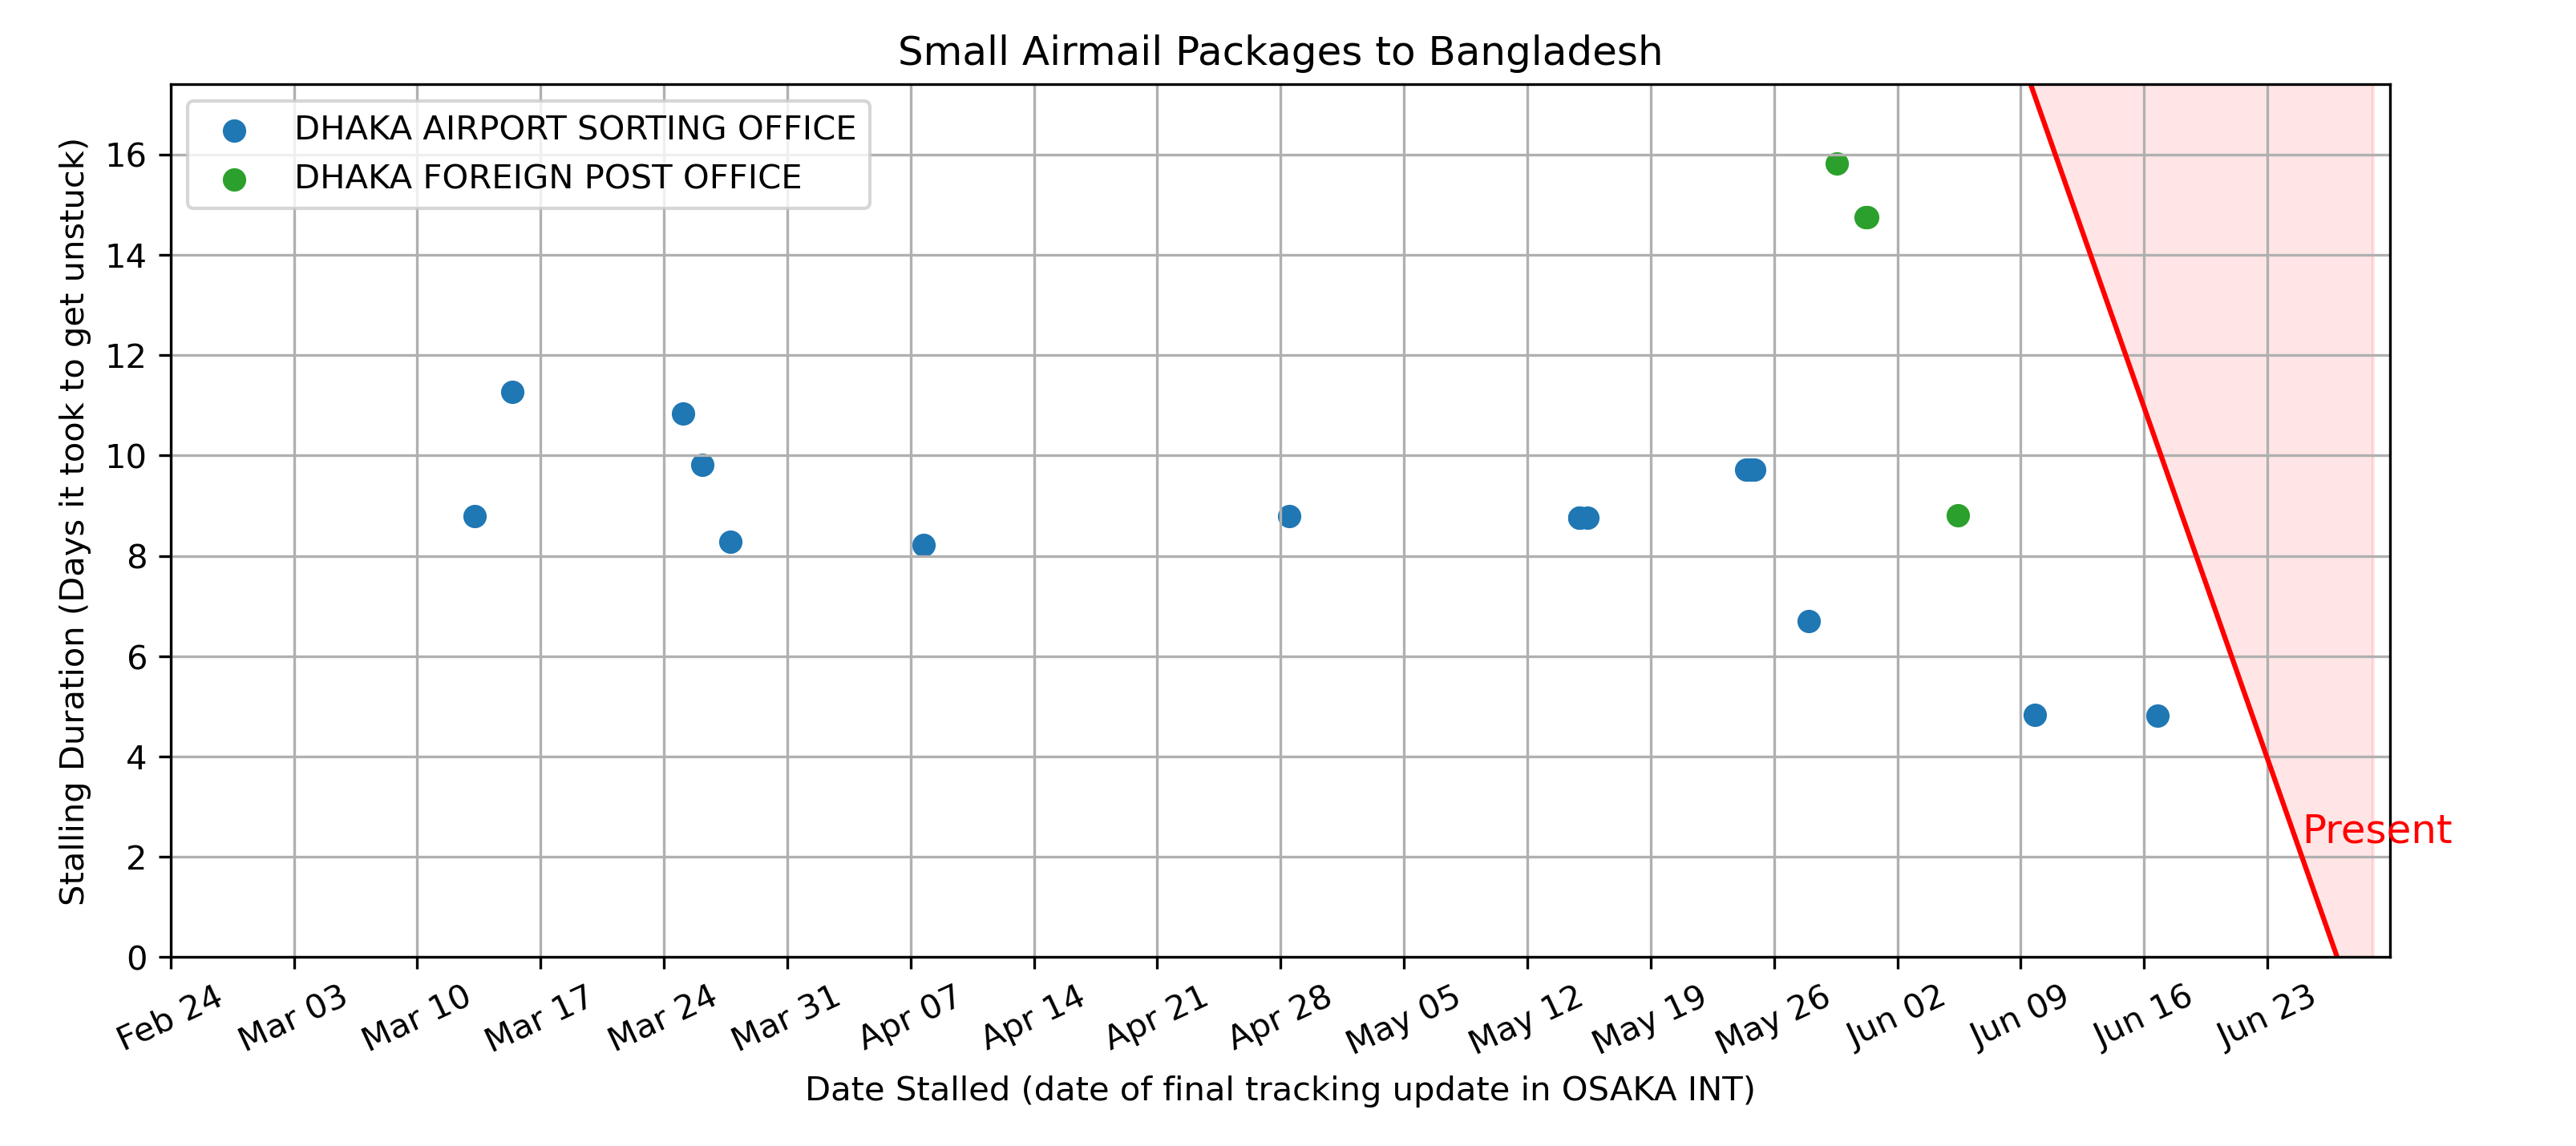 Small Airmail Packages to Bangladesh
DHAKA AIRPORT SORTING OFFICE
DHAKA FOREIGN POST OFFICE
Stalling Duration (Days it took to get unstuck)
16
14
12
10
8
6
4
2
0
Present
Feb 24
Mar 03
Mar 10
Mar 17
Mar 24
Mar 31
Apr 07
Apr 14
Apr 21
Apr 28
May 05
May 12
May 19
May 26
Jun 02
Jun 09
Jun 16
Jun 23
Date Stalled (date of final tracking update in OSAKA INT)